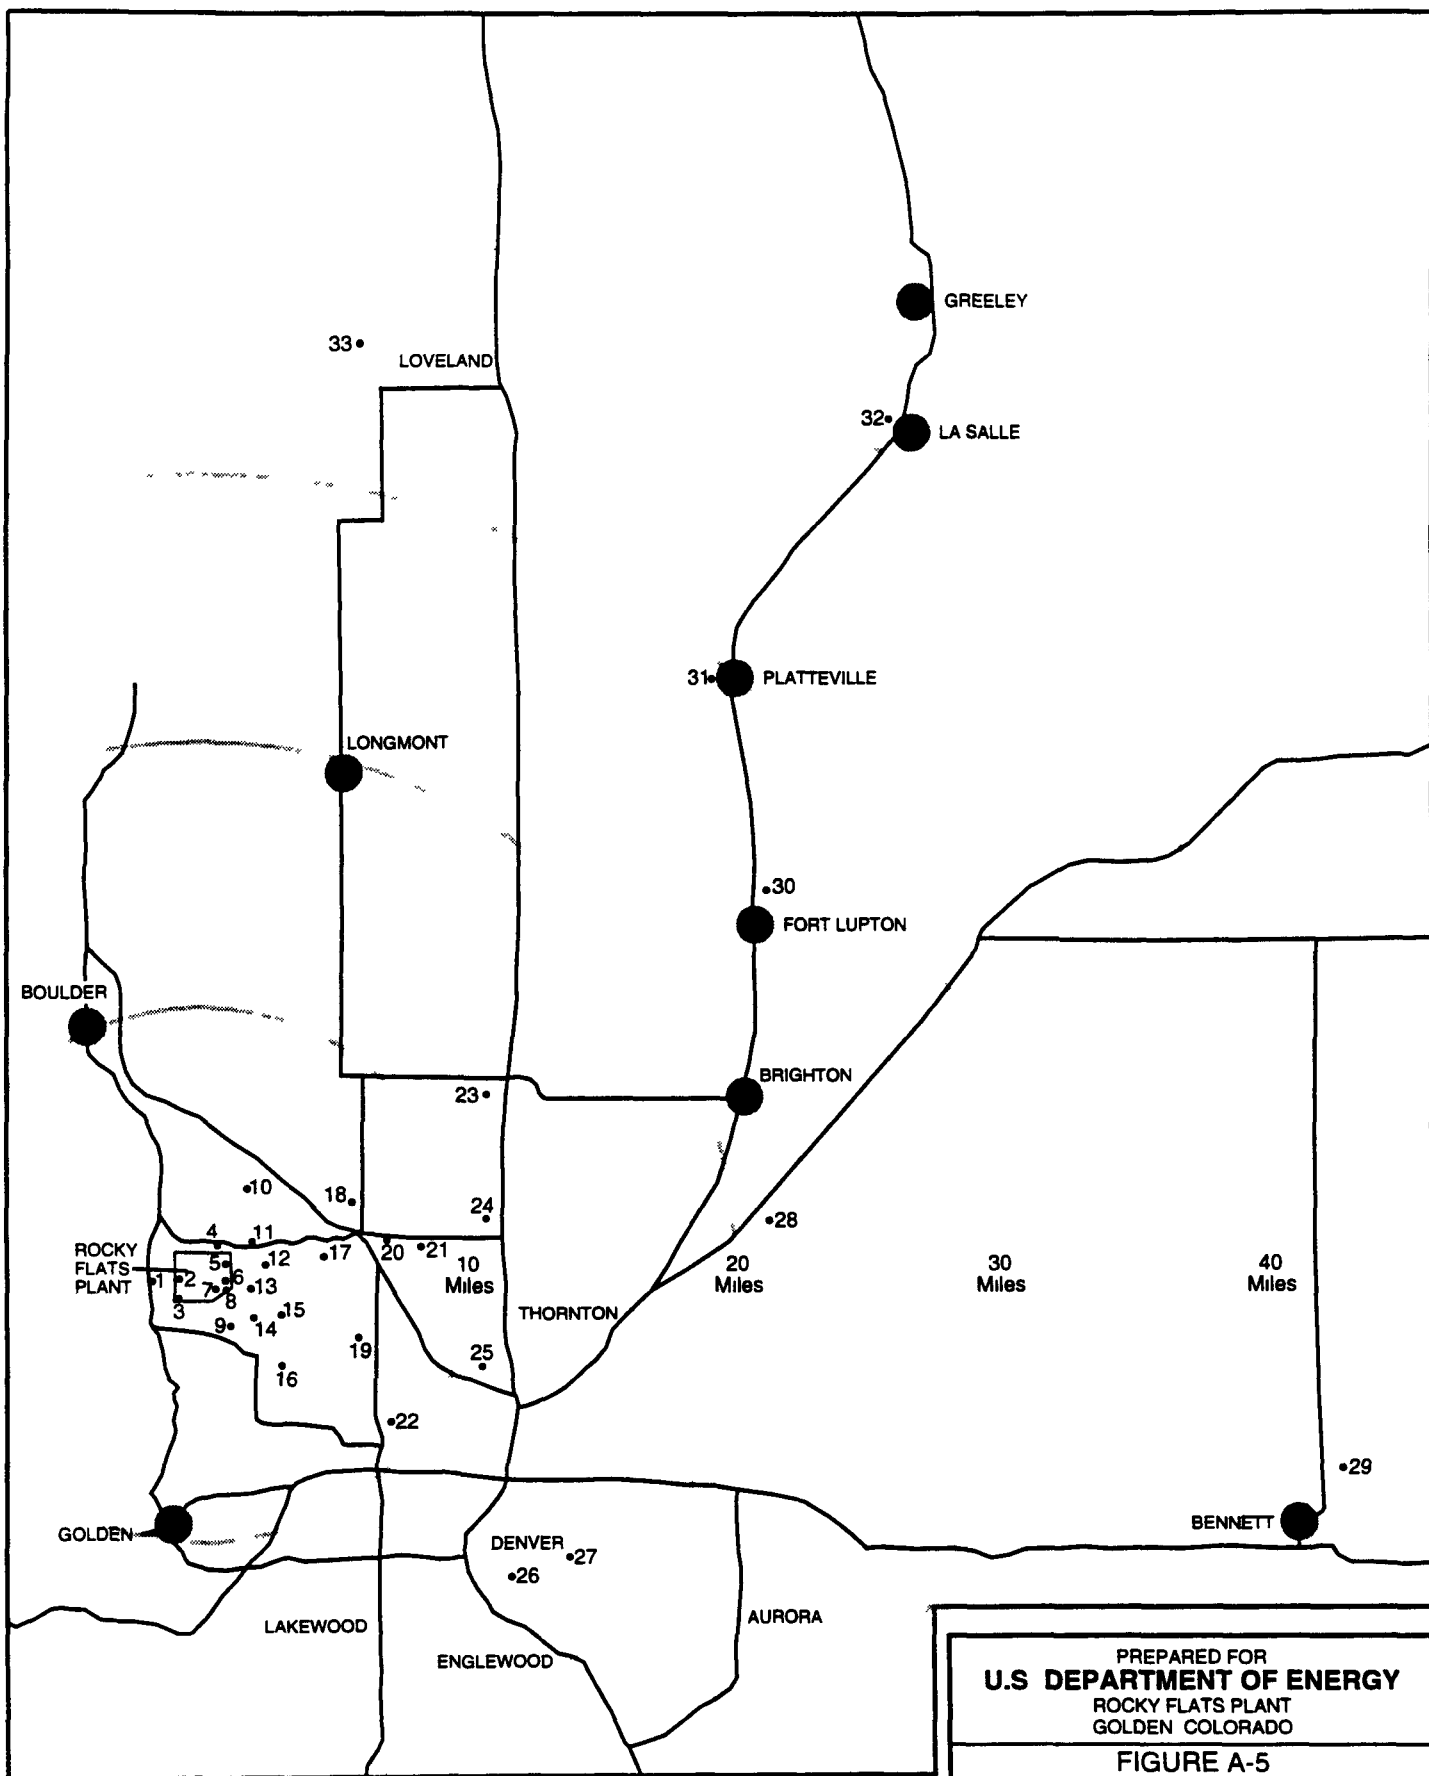 GREELEY
33
LOVELAND
32
LA SALLE
31
PLATTEVILLE
LONGMONT
30
FORT LUPTON
BOULDER
BRIGHTON
23
10
18
24
28
4
11
ROCKY
FLATS
PLANT
5
12
17
20
21
10
Miles
20
Miles
30
Miles
40
Miles
1
2
6
7
8
13
3
15
THORNTON
9
14
19
25
16
22
29
GOLDEN
BENNETT
DENVER
27
26
LAKEWOOD
AURORA
ENGLEWOOD
PREPARED FOR
U.S DEPARTMENT OF ENERGY
ROCKY FLATS PLANT
GOLDEN COLORADO
FIGURE A-5